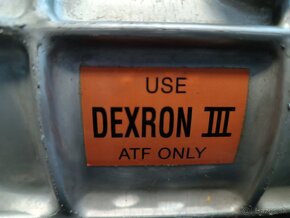 USE
DEXRON III
ATF ONLY